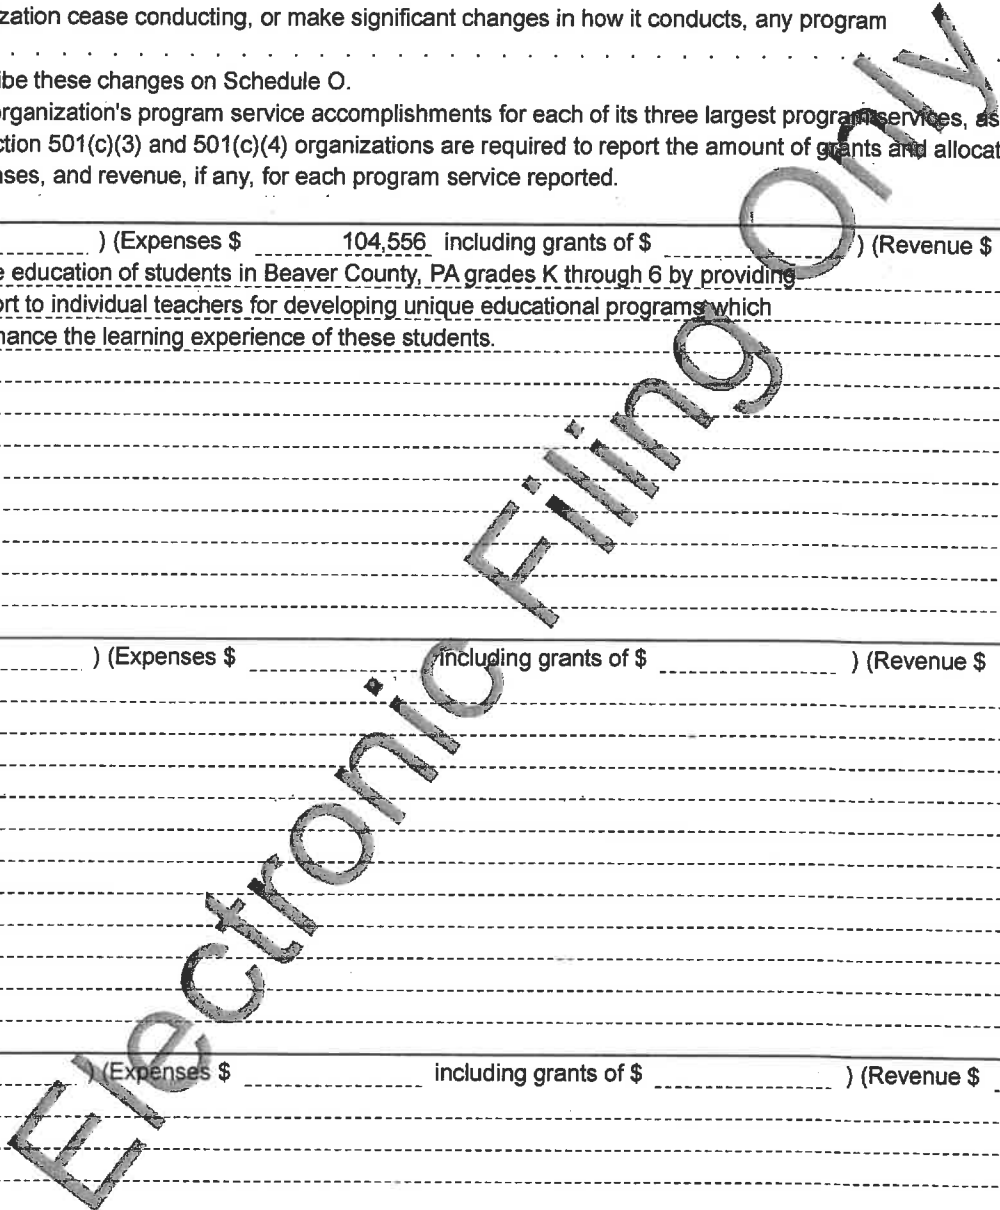 zation cease conducting, or make significant changes in how it conducts, any program
ibe these changes on Schedule O.
organization's program service accomplishments for each of its three largest program services, as
ction 501(c)(3) and 501(c)(4) organizations are required to report the amount of grants and allocat
nses, and revenue, if any, for each program service reported.
) (Expenses $ 104,556 including grants of $ ) (Revenue $
e education of students in Beaver County, PA grades K through 6 by providing
ort to individual teachers for developing unique educational programs which
hance the learning experience of these students.
) (Expenses $ including grants of $ ) (Revenue $
) (Expenses $ including grants of $ ) (Revenue $
Electronic Filing Only